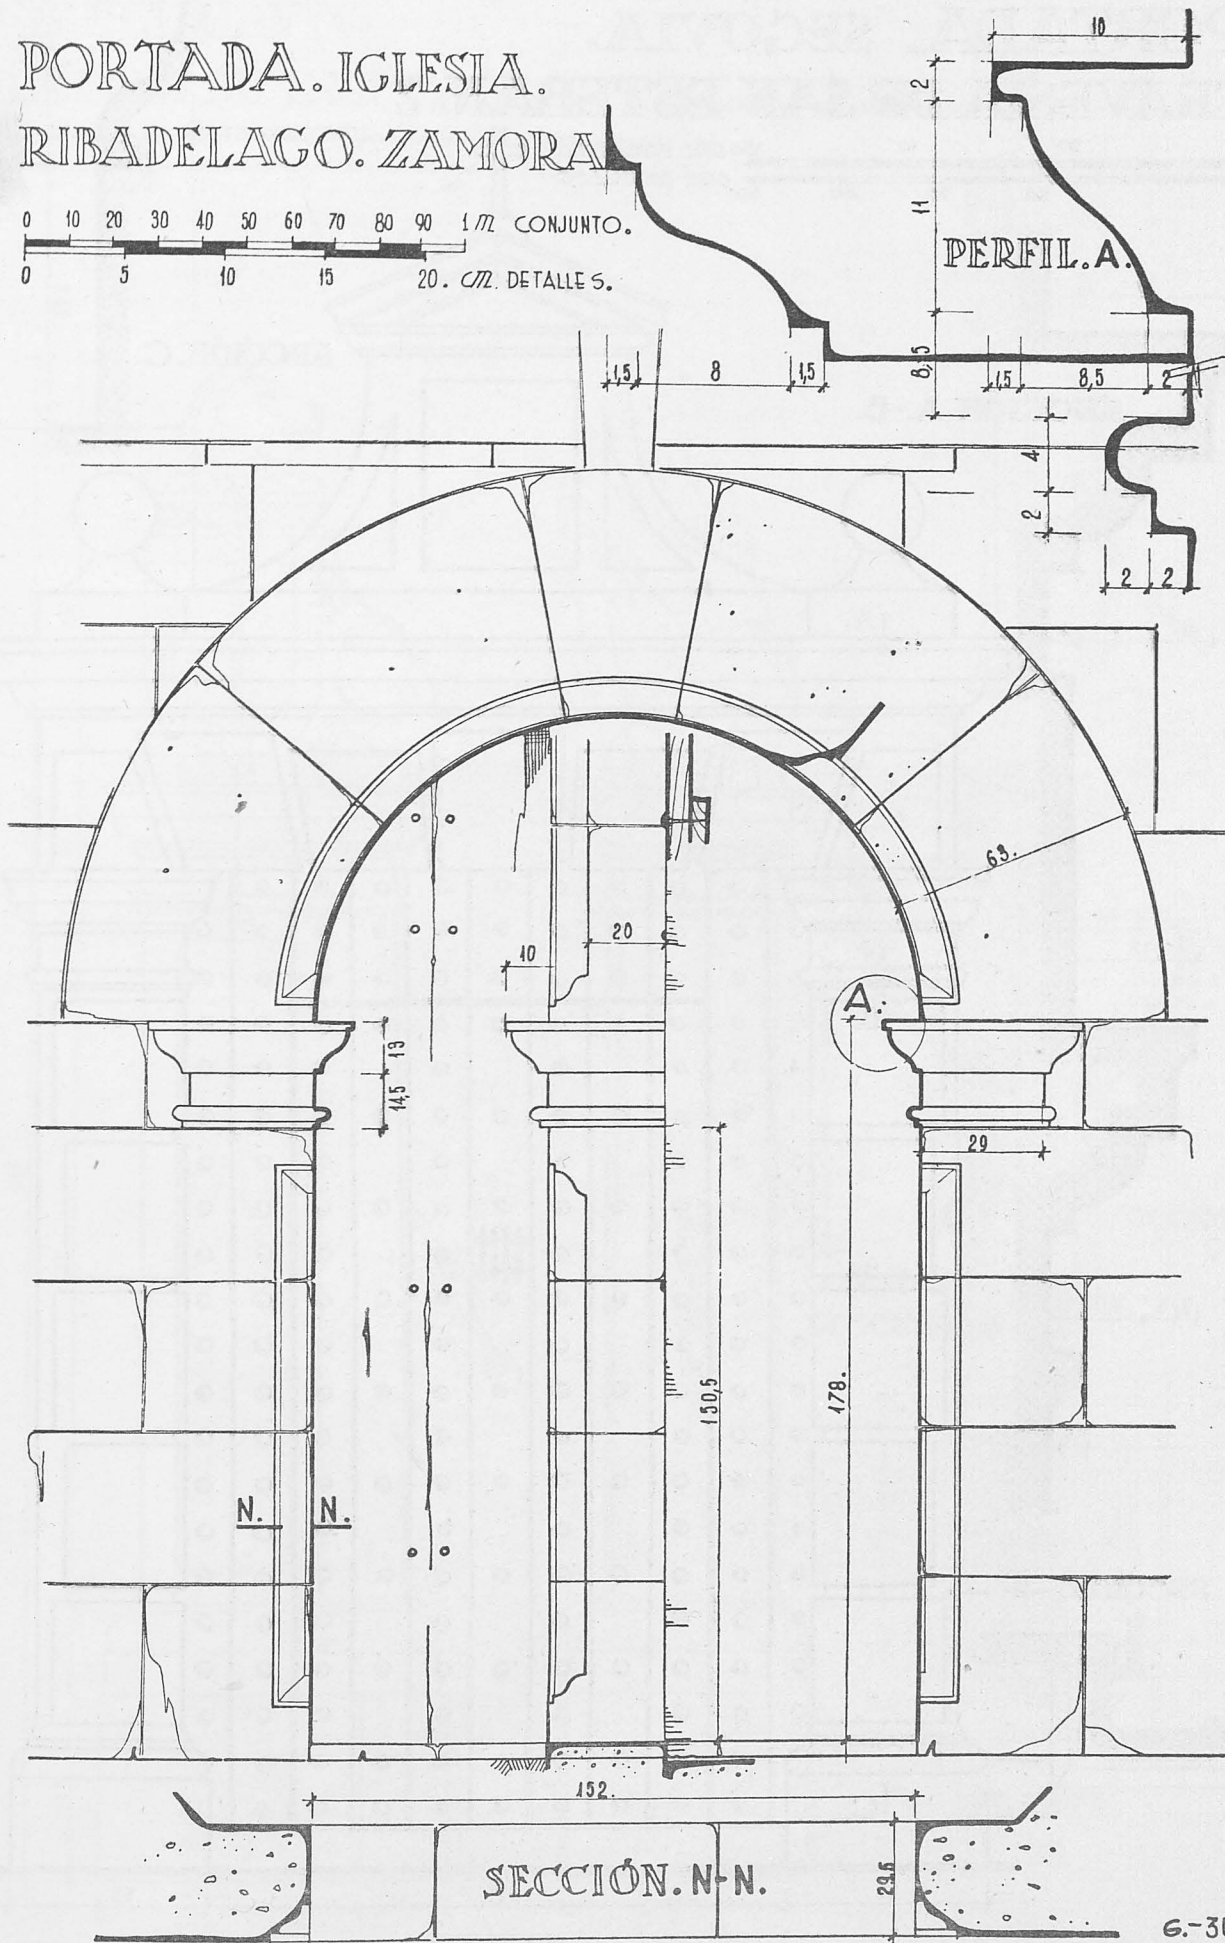 PORTADA. IGLESIA.
RIBADELAGO. ZAMORA
0 10 20 30 40 50 60 70 80 90 1 m CONJUNTO.
0 5 10 15 20. cm. DETALLES.
10
2
11
PERFIL. A.
8,5
1,5 8 1,5
1,5 8,5 2
4
2
2 2
63.
20
10
A.
13
14,5
29
150,5
178.
N. N.
152.
SECCIÓN. N-N.
29,5